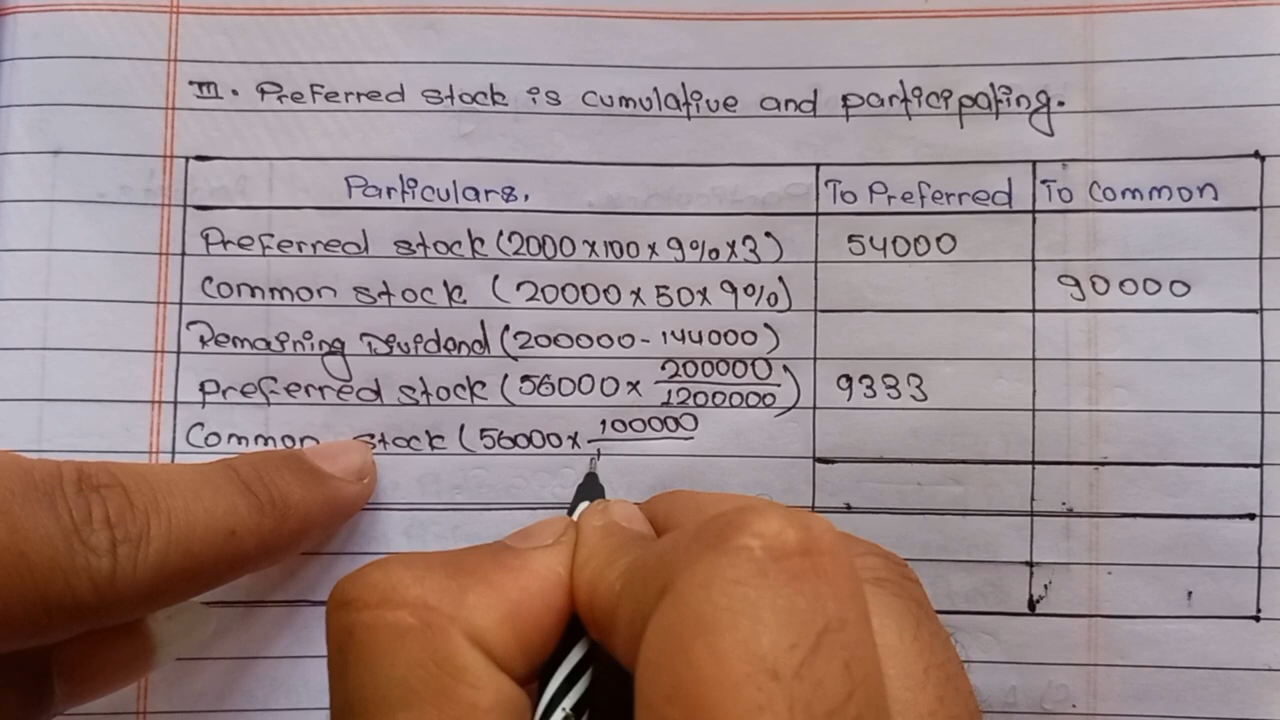 III. Preferred stock is cumulative and participating.
Particulars. To Preferred To Common
Preferred stock (2000×100×9%×3) 54000
Common stock (20000×50×9%) 90000
Remaining Dividend (200000-144000)
Preferred stock (56000× 200000/1200000) 9333
Common stock (56000× 100000